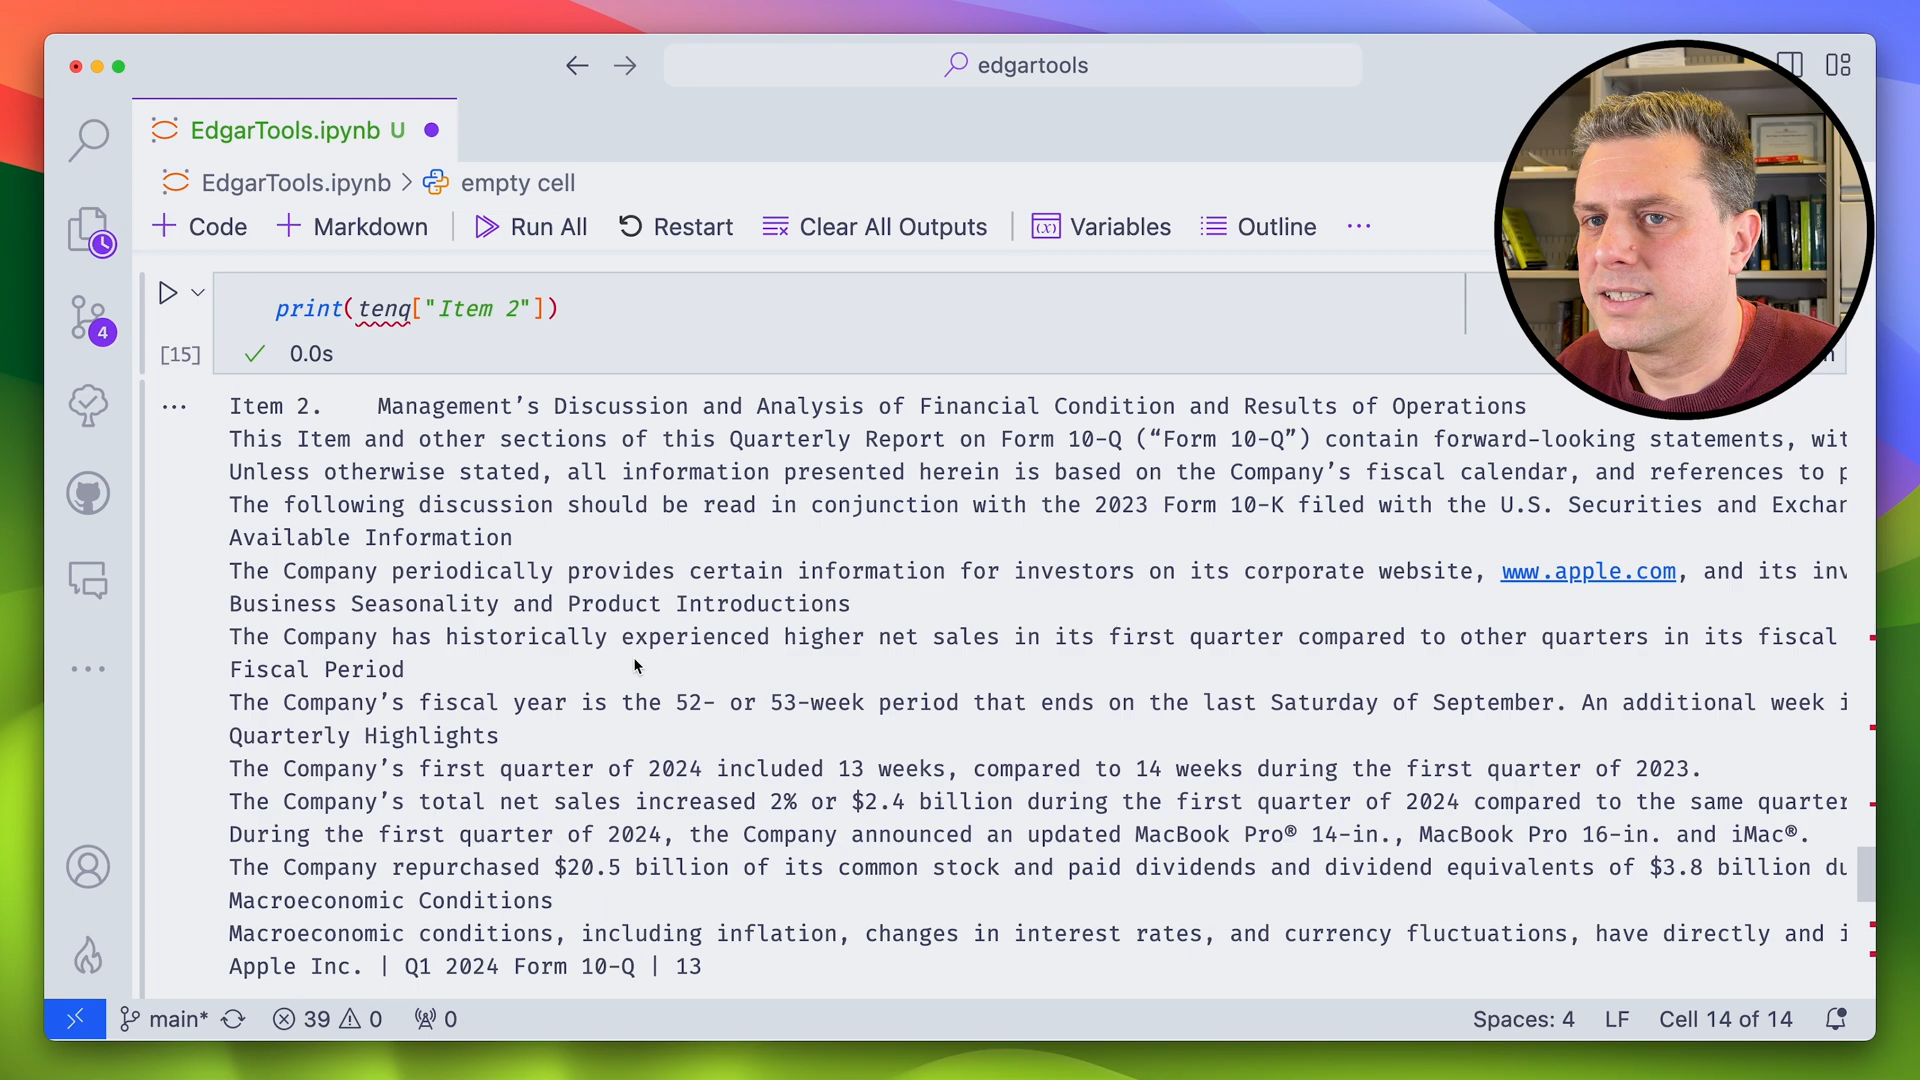 edgartools
EdgarTools.ipynb U
EdgarTools.ipynb > empty cell
Code Markdown Run All Restart Clear All Outputs Variables Outline ...
print(tenq["Item 2"])
[15] 0.0s
4
Item 2. Management’s Discussion and Analysis of Financial Condition and Results of Operations
This Item and other sections of this Quarterly Report on Form 10-Q (“Form 10-Q”) contain forward-looking statements, wit
Unless otherwise stated, all information presented herein is based on the Company’s fiscal calendar, and references to p
The following discussion should be read in conjunction with the 2023 Form 10-K filed with the U.S. Securities and Exchan
Available Information
The Company periodically provides certain information for investors on its corporate website, www.apple.com, and its inv
Business Seasonality and Product Introductions
The Company has historically experienced higher net sales in its first quarter compared to other quarters in its fiscal
Fiscal Period
The Company’s fiscal year is the 52- or 53-week period that ends on the last Saturday of September. An additional week i
Quarterly Highlights
The Company’s first quarter of 2024 included 13 weeks, compared to 14 weeks during the first quarter of 2023.
The Company’s total net sales increased 2% or $2.4 billion during the first quarter of 2024 compared to the same quarter
During the first quarter of 2024, the Company announced an updated MacBook Pro® 14-in., MacBook Pro 16-in. and iMac®.
The Company repurchased $20.5 billion of its common stock and paid dividends and dividend equivalents of $3.8 billion du
Macroeconomic Conditions
Macroeconomic conditions, including inflation, changes in interest rates, and currency fluctuations, have directly and i
Apple Inc. | Q1 2024 Form 10-Q | 13
main* 39 0 0 Spaces: 4 LF Cell 14 of 14